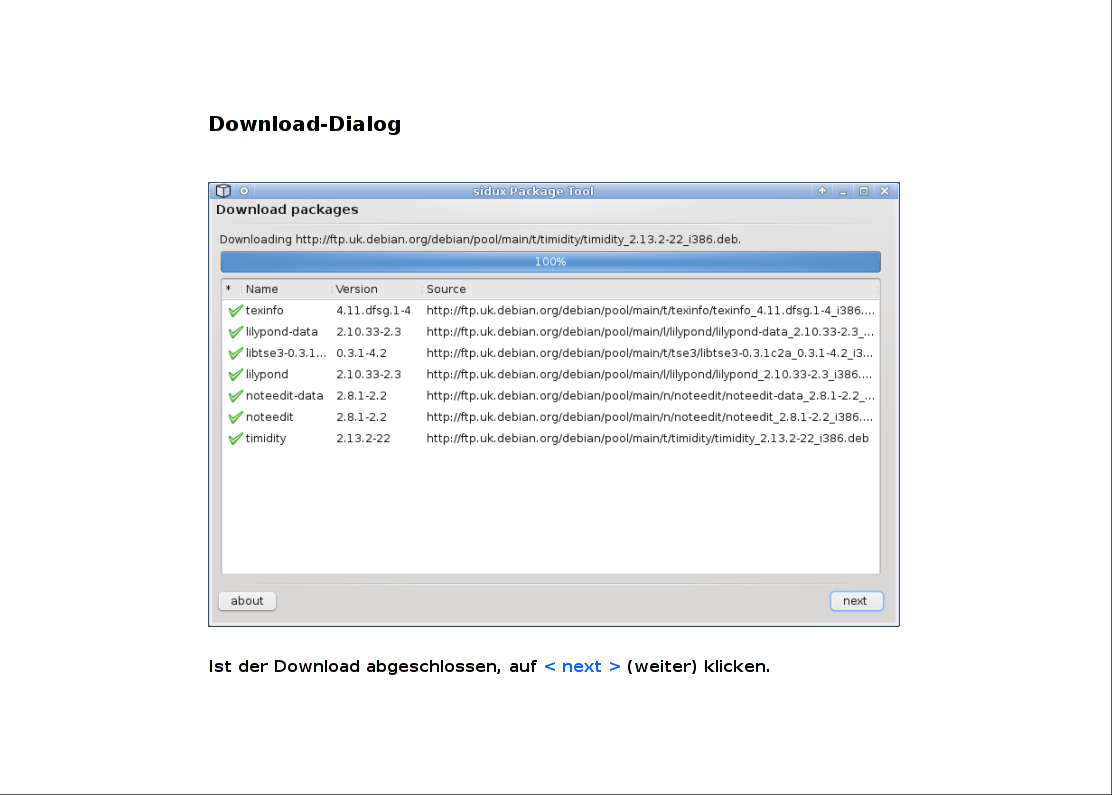 Download-Dialog
sidux Package Tool
Download packages
Downloading http://ftp.uk.debian.org/debian/pool/main/t/timidity/timidity_2.13.2-22_i386.deb.
100%
* Name Version Source
texinfo 4.11.dfsg.1-4 http://ftp.uk.debian.org/debian/pool/main/t/texinfo/texinfo_4.11.dfsg.1-4_i386....
lilypond-data 2.10.33-2.3 http://ftp.uk.debian.org/debian/pool/main/l/lilypond/lilypond-data_2.10.33-2.3_...
libtse3-0.3.1... 0.3.1-4.2 http://ftp.uk.debian.org/debian/pool/main/t/tse3/libtse3-0.3.1c2a_0.3.1-4.2_i3...
lilypond 2.10.33-2.3 http://ftp.uk.debian.org/debian/pool/main/l/lilypond/lilypond_2.10.33-2.3_i386....
noteedit-data 2.8.1-2.2 http://ftp.uk.debian.org/debian/pool/main/n/noteedit/noteedit-data_2.8.1-2.2_...
noteedit 2.8.1-2.2 http://ftp.uk.debian.org/debian/pool/main/n/noteedit/noteedit_2.8.1-2.2_i386....
timidity 2.13.2-22 http://ftp.uk.debian.org/debian/pool/main/t/timidity/timidity_2.13.2-22_i386.deb
about next
Ist der Download abgeschlossen, auf < next > (weiter) klicken.